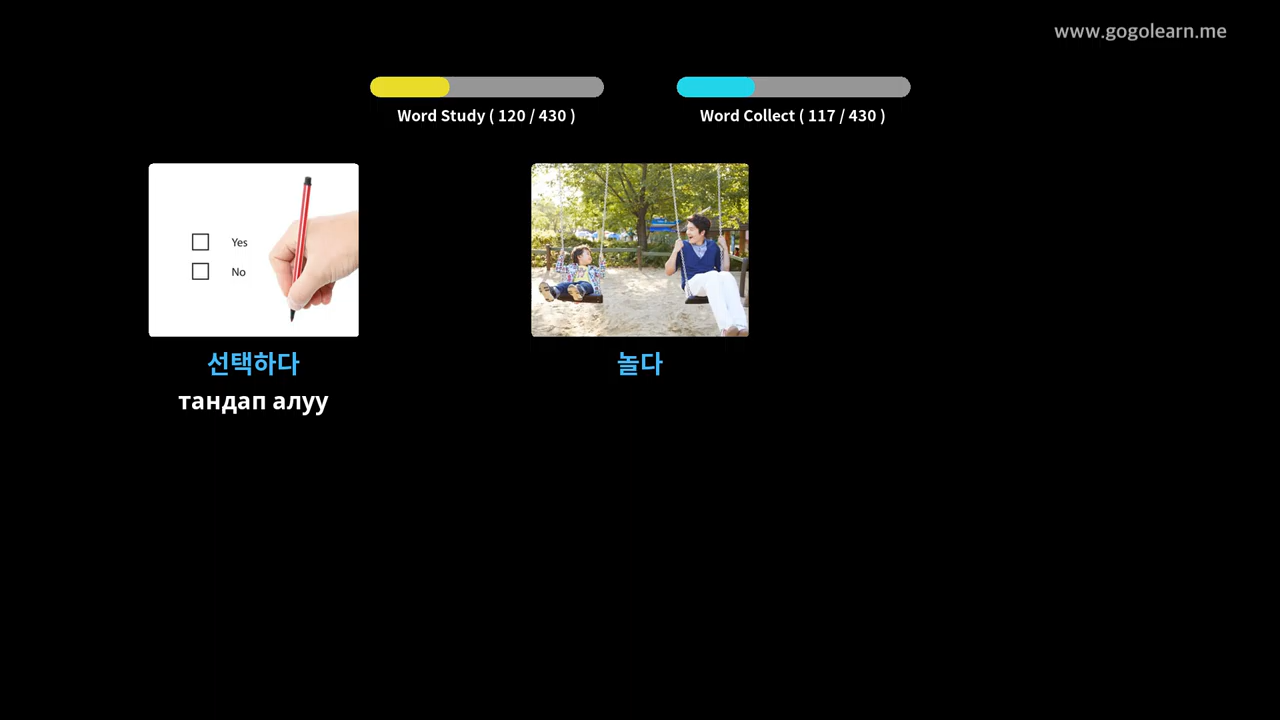 www.gogolearn.me
Word Study ( 120 / 430 )
Word Collect ( 117 / 430 )
Yes
No
선택하다
놀다
тандап алуу